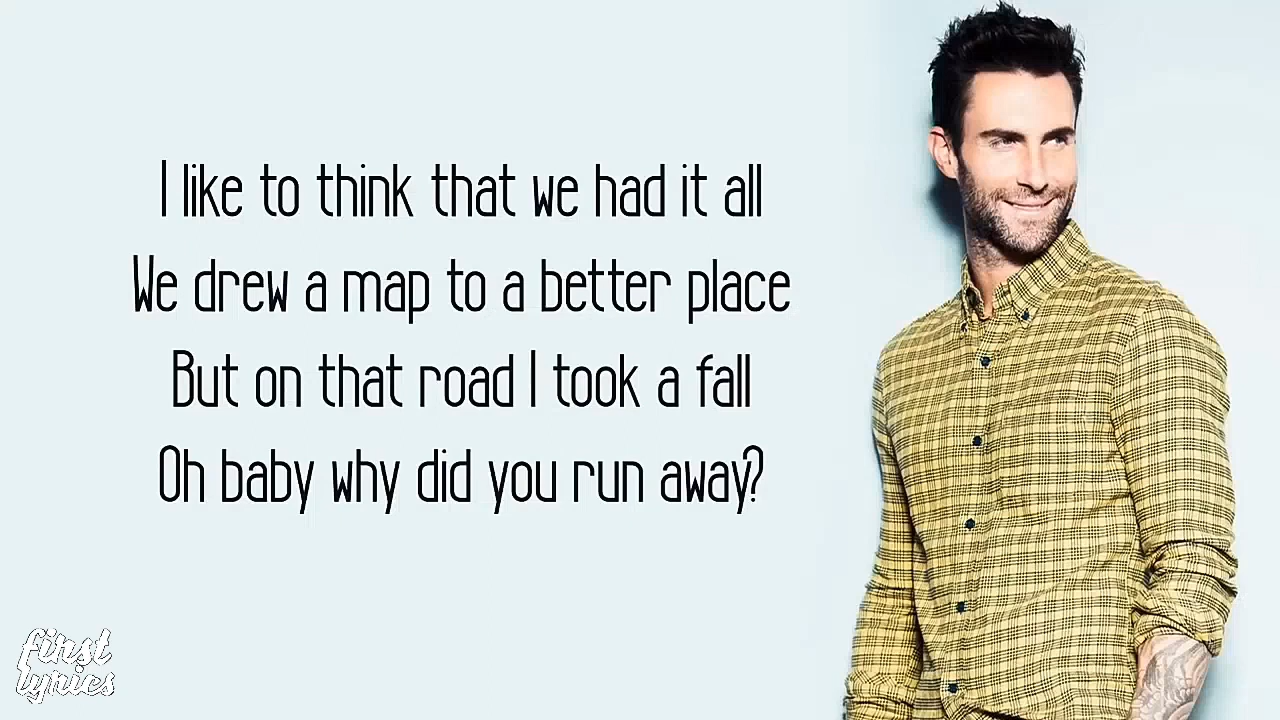 I like to think that we had it all
We drew a map to a better place
But on that road I took a fall
Oh baby why did you run away?
first
lyrics